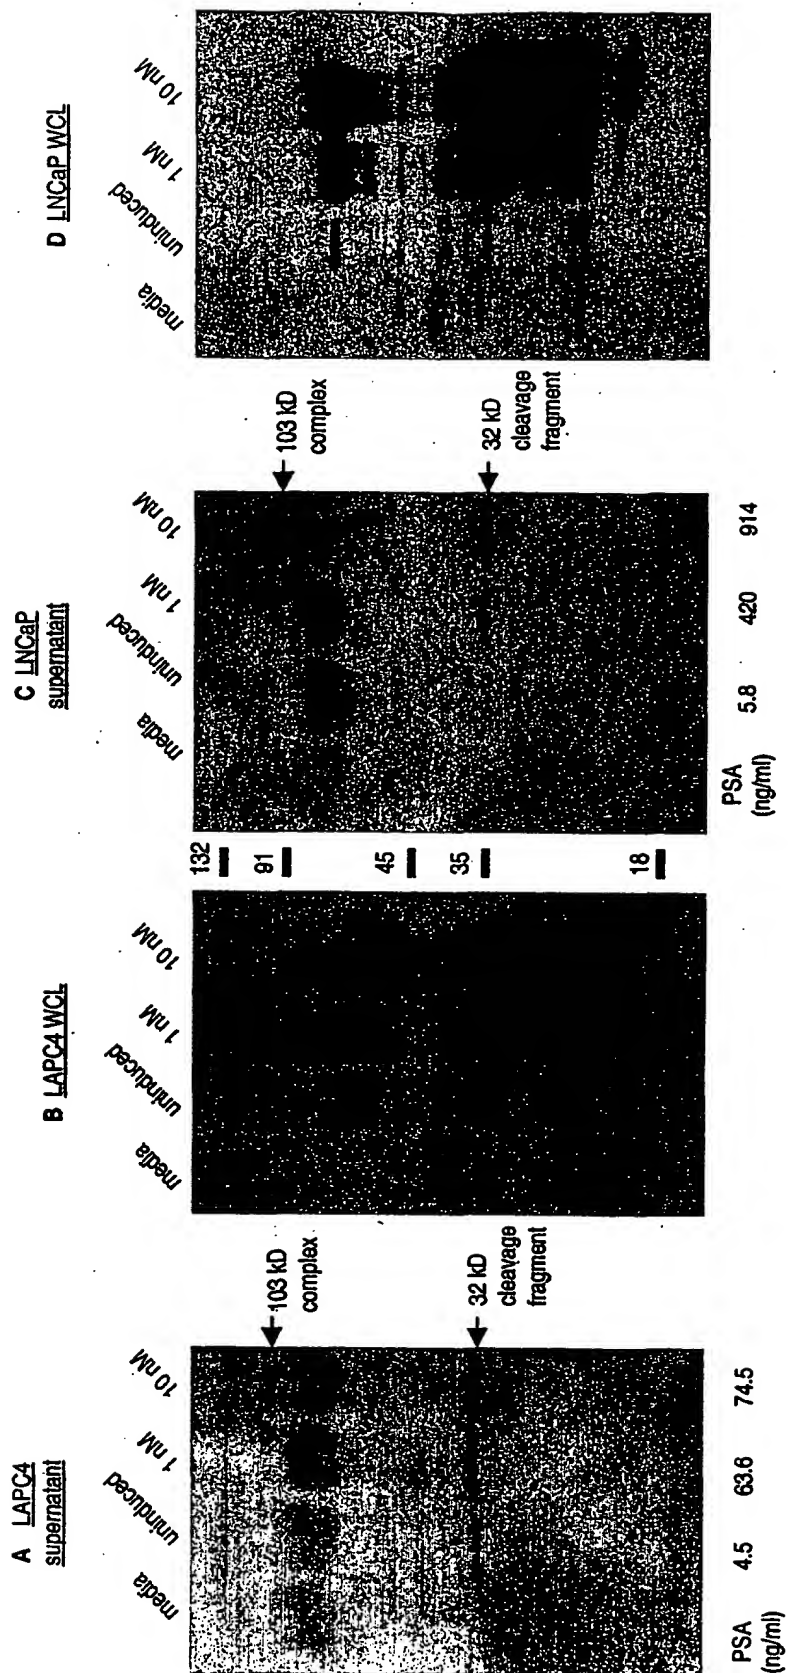 A LAPC4
supernatant
media
uninduced
1 nM
10 nM
103 kD
complex
32 kD
cleavage
fragment
PSA
(ng/ml)
4.5
63.6
74.5
B LAPC4 WCL
media
uninduced
1 nM
10 nM
132
91
45
35
18
C LNCaP
supernatant
media
uninduced
1 nM
10 nM
103 kD
complex
32 kD
cleavage
fragment
PSA
(ng/ml)
5.8
420
914
D LNCaP WCL
media
uninduced
1 nM
10 nM